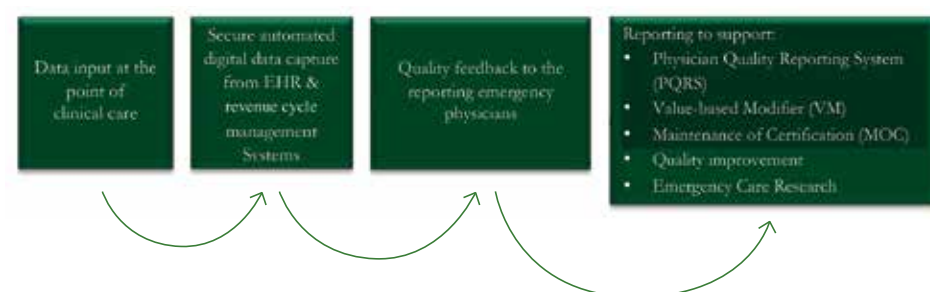 Data input at the
point of
clinical care
Secure automated
digital data capture
from EHR &
revenue cycle
management
Systems
Quality feedback to the
reporting emergency
physicians
Reporting to support:
• Physician Quality Reporting System
(PQRS)
• Value-based Modifier (VM)
• Maintenance of Certification (MOC)
• Quality improvement
• Emergency Care Research